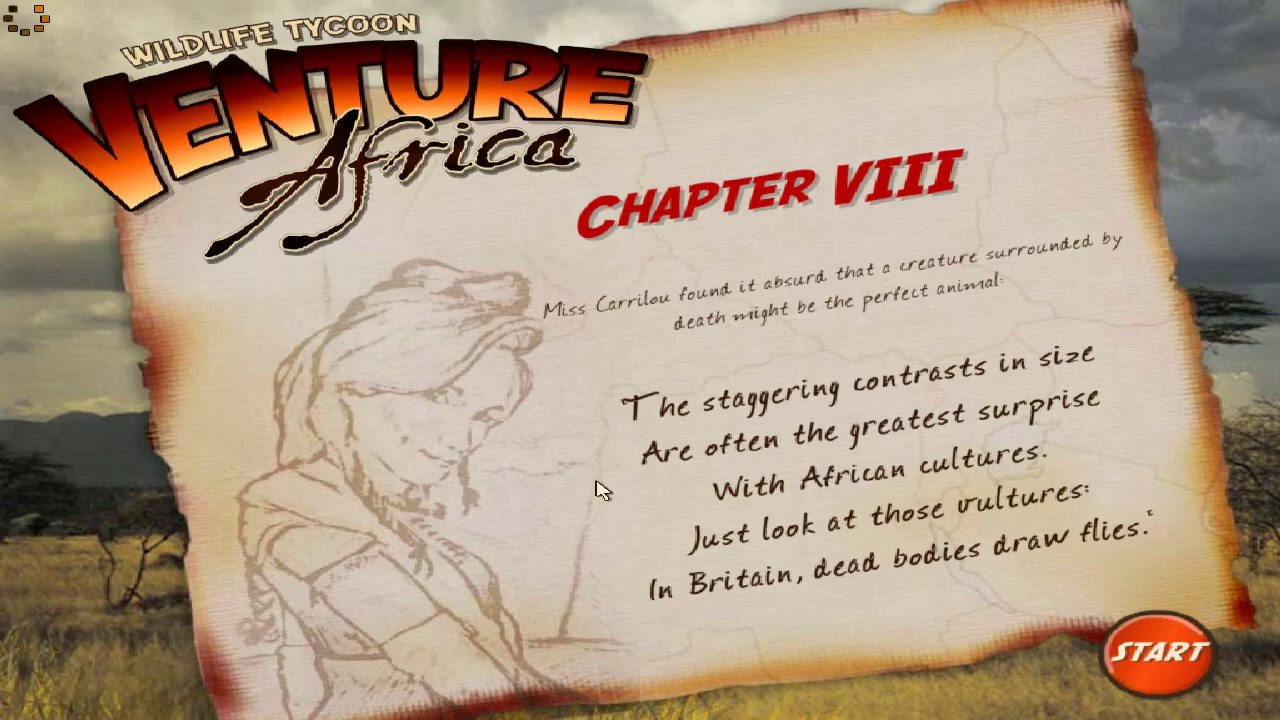 WILDLIFE TYCOON
VENTURE
Africa
CHAPTER VIII
Miss Carrilou found it absurd that a creature surrounded by
death might be the perfect animal:
The staggering contrasts in size
Are often the greatest surprise
With African cultures.
Just look at those vultures:
In Britain, dead bodies draw flies."
START